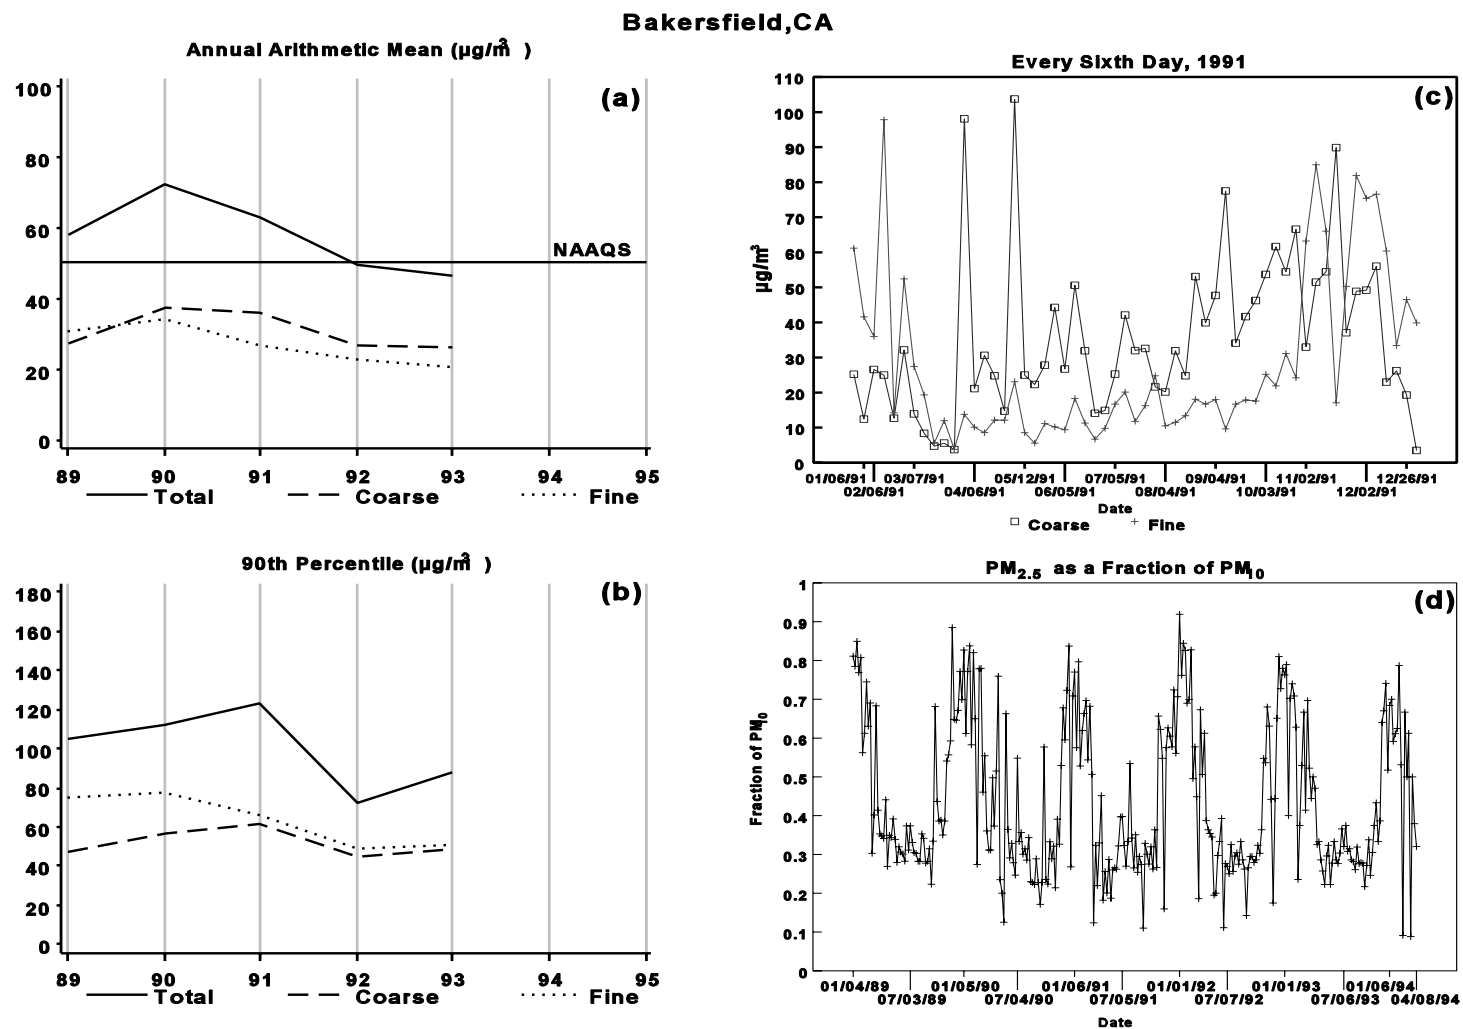 Bakersfield,CA
Annual Arithmetic Mean (µg/m3 )
(a)
100
80
60
40
20
0
NAAQS
89 90 91 92 93 94 95
Total Coarse Fine
Every Sixth Day, 1991
(c)
110
100
90
80
70
60
50
40
30
20
10
0
µg/m3
01/06/91 03/07/91 05/12/91 07/05/91 09/04/91 11/02/91 12/26/91
02/06/91 04/06/91 06/05/91 08/04/91 10/03/91 12/02/91
Date
Coarse Fine
90th Percentile (µg/m3 )
(b)
180
160
140
120
100
80
60
40
20
0
89 90 91 92 93 94 95
Total Coarse Fine
PM2.5 as a Fraction of PM10
(d)
1
0.9
0.8
0.7
0.6
0.5
0.4
0.3
0.2
0.1
0
Fraction of PM10
01/04/89 01/05/90 01/06/91 01/01/92 01/01/93 01/06/94
07/03/89 07/04/90 07/05/91 07/07/92 07/06/93 04/08/94
Date